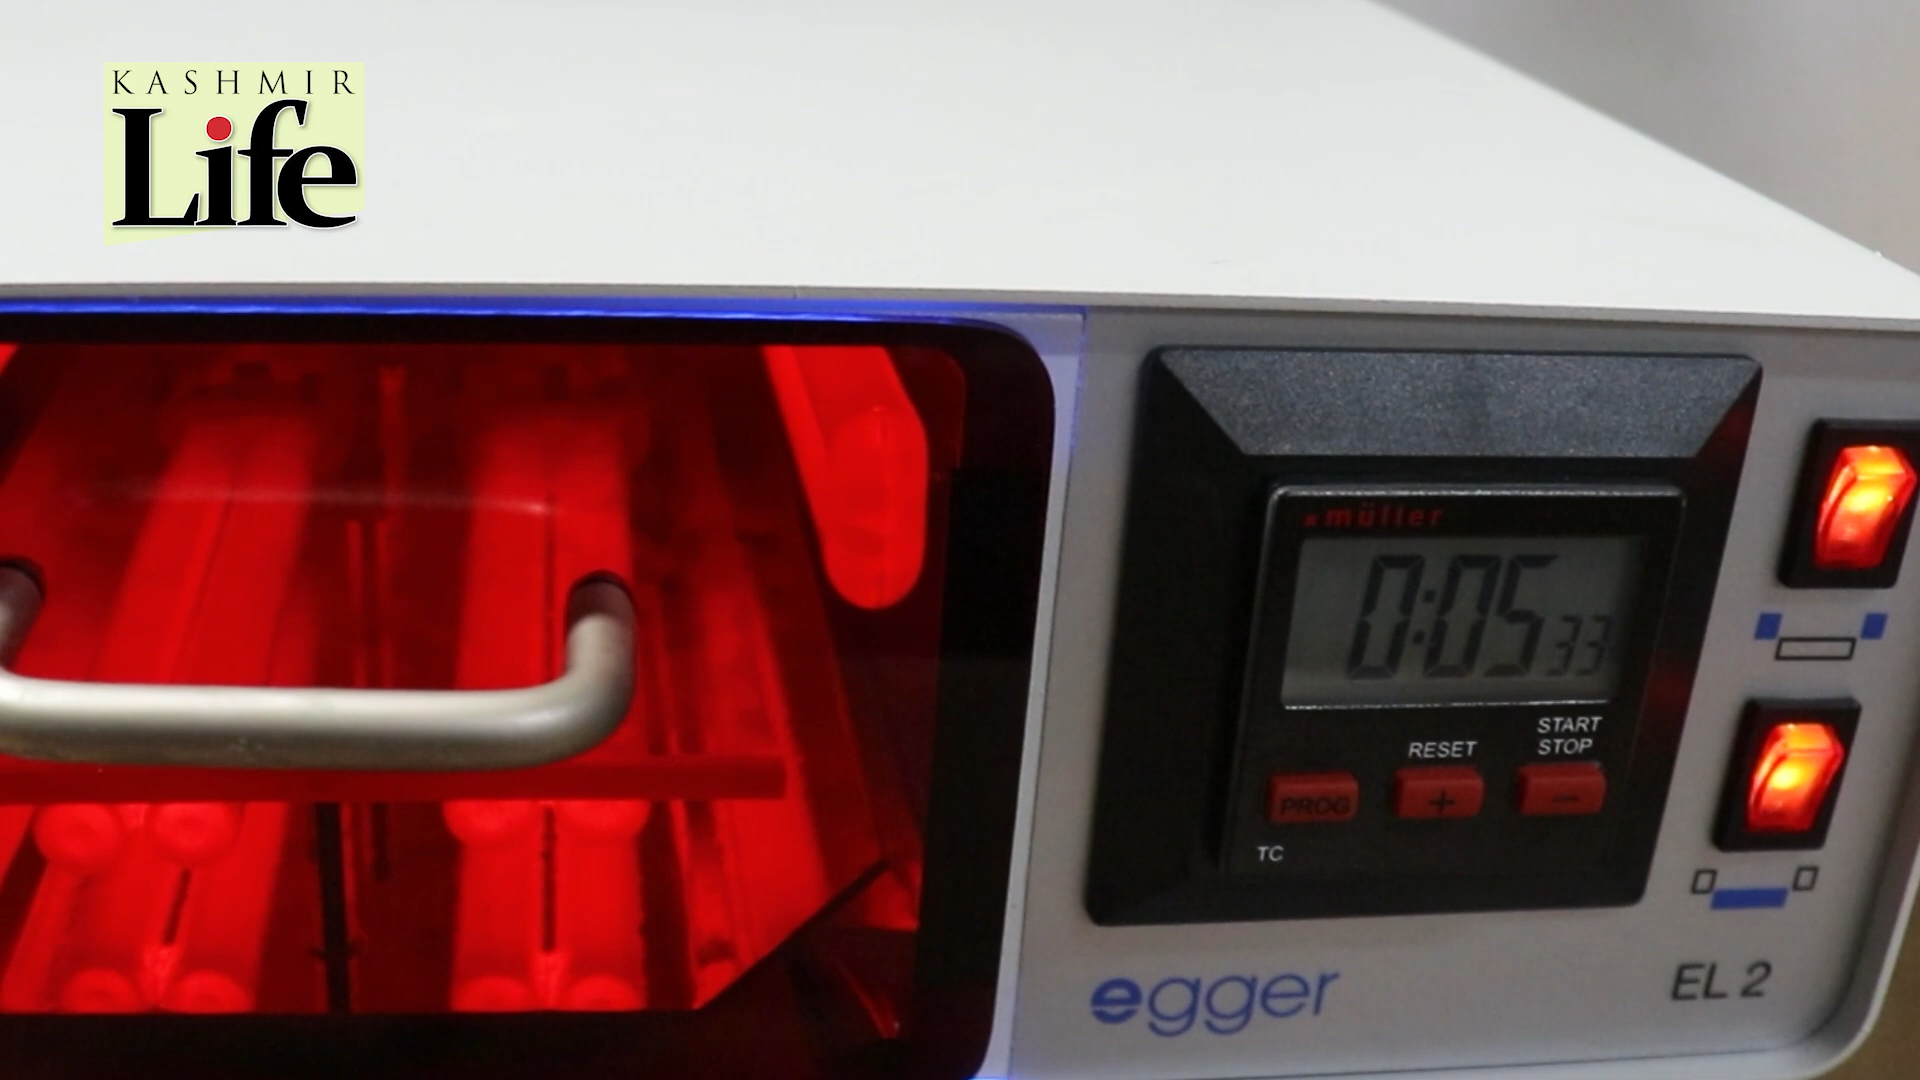 KASHMIR
Life
müller
0:05 33
START
RESET STOP
PROG + −
TC
egger
EL 2